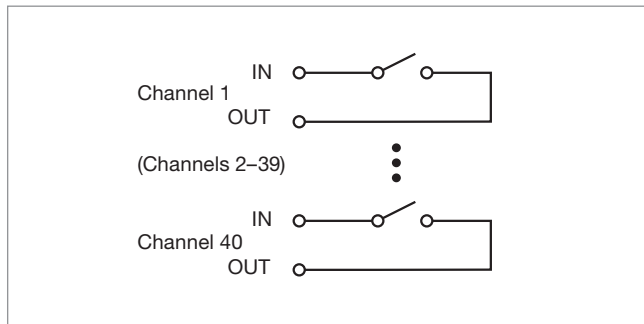 IN
Channel 1
OUT
(Channels 2–39)
IN
Channel 40
OUT